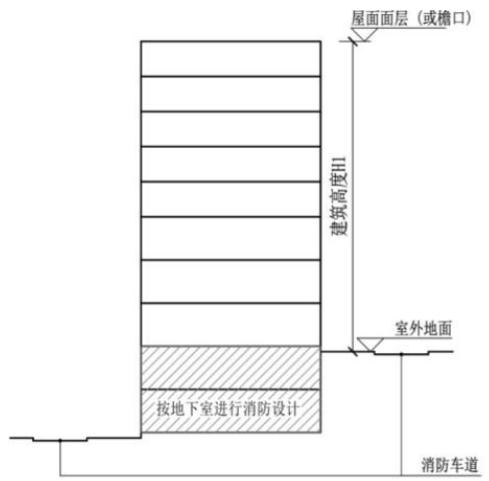 屋面面层（或檐口）
建筑高度H1
室外地面
按地下室进行消防设计
消防车道